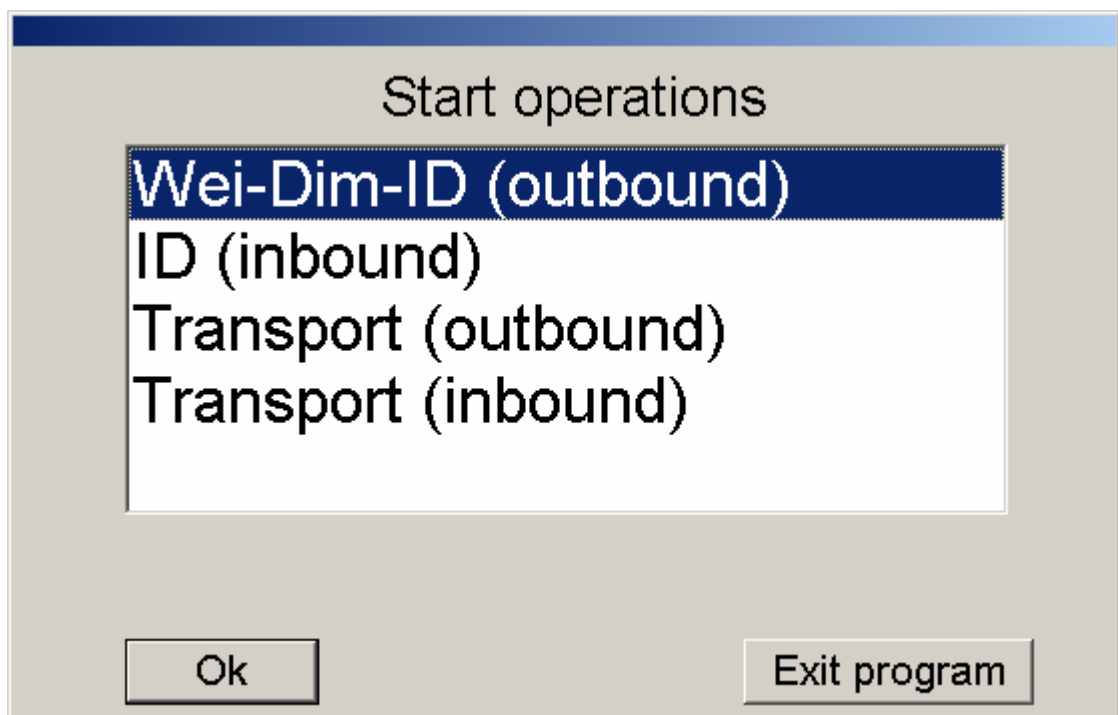 Start operations
Wei-Dim-ID (outbound)
ID (inbound)
Transport (outbound)
Transport (inbound)
Ok
Exit program